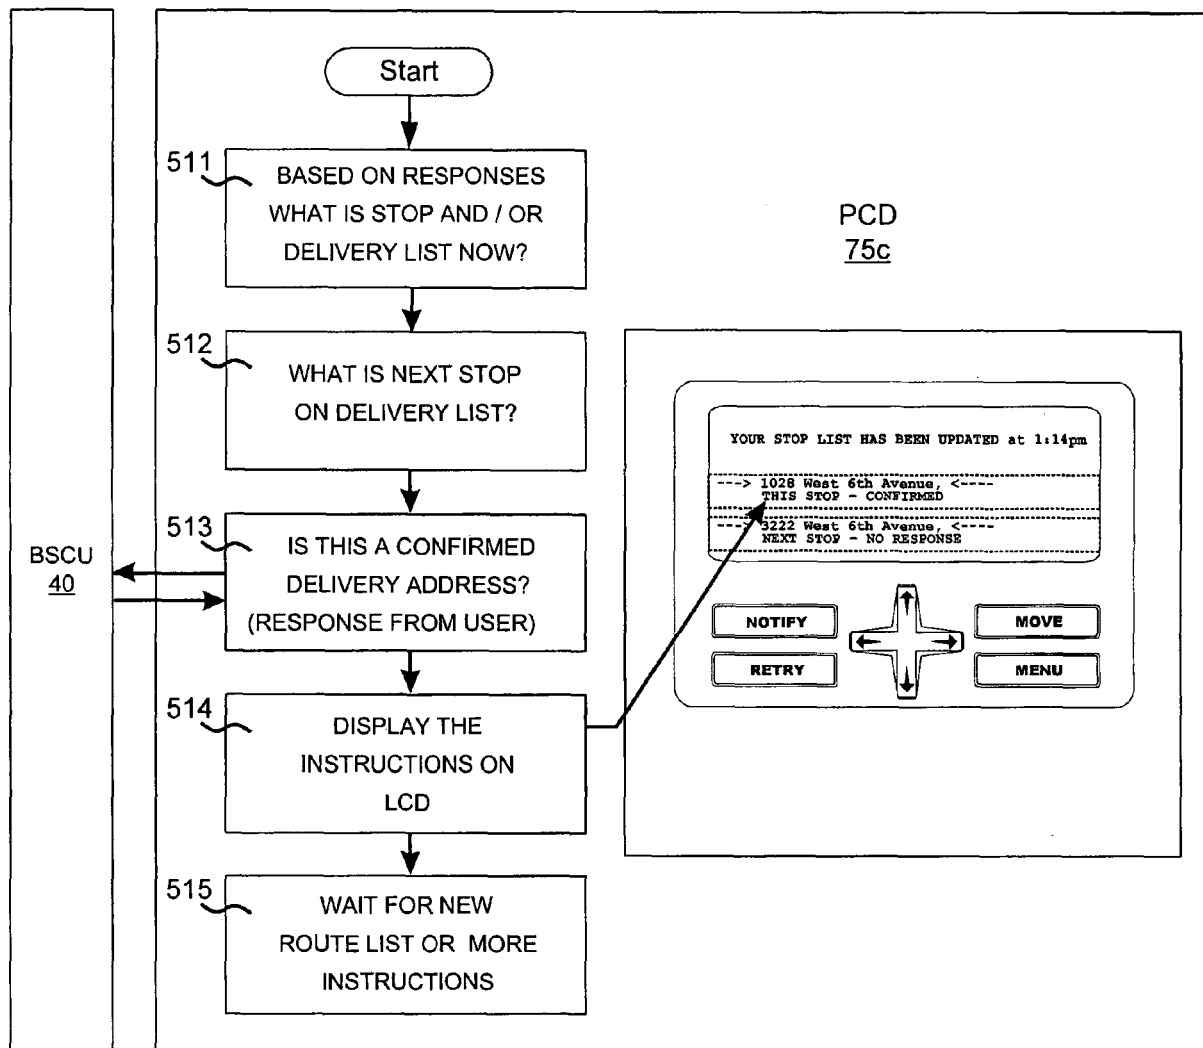 Start
511
BASED ON RESPONSES
WHAT IS STOP AND / OR
DELIVERY LIST NOW?
PCD
75c
512
WHAT IS NEXT STOP
ON DELIVERY LIST?
513
IS THIS A CONFIRMED
DELIVERY ADDRESS?
(RESPONSE FROM USER)
BSCU
40
514
DISPLAY THE
INSTRUCTIONS ON
LCD
515
WAIT FOR NEW
ROUTE LIST OR MORE
INSTRUCTIONS
YOUR STOP LIST HAS BEEN UPDATED at 1:14pm
---> 1028 West 6th Avenue, <----
THIS STOP - CONFIRMED
---> 3222 West 6th Avenue, <----
NEXT STOP - NO RESPONSE
NOTIFY
MOVE
RETRY
MENU